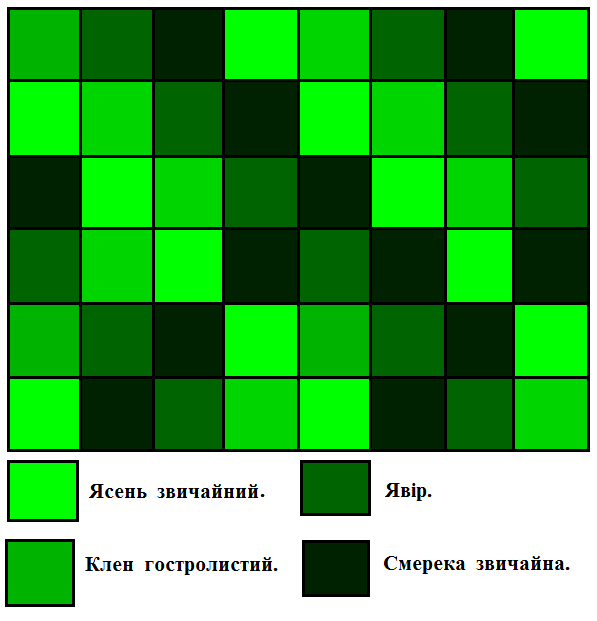 Ясень звичайний.
Явір.
Клен гостролистий.
Смерека звичайна.